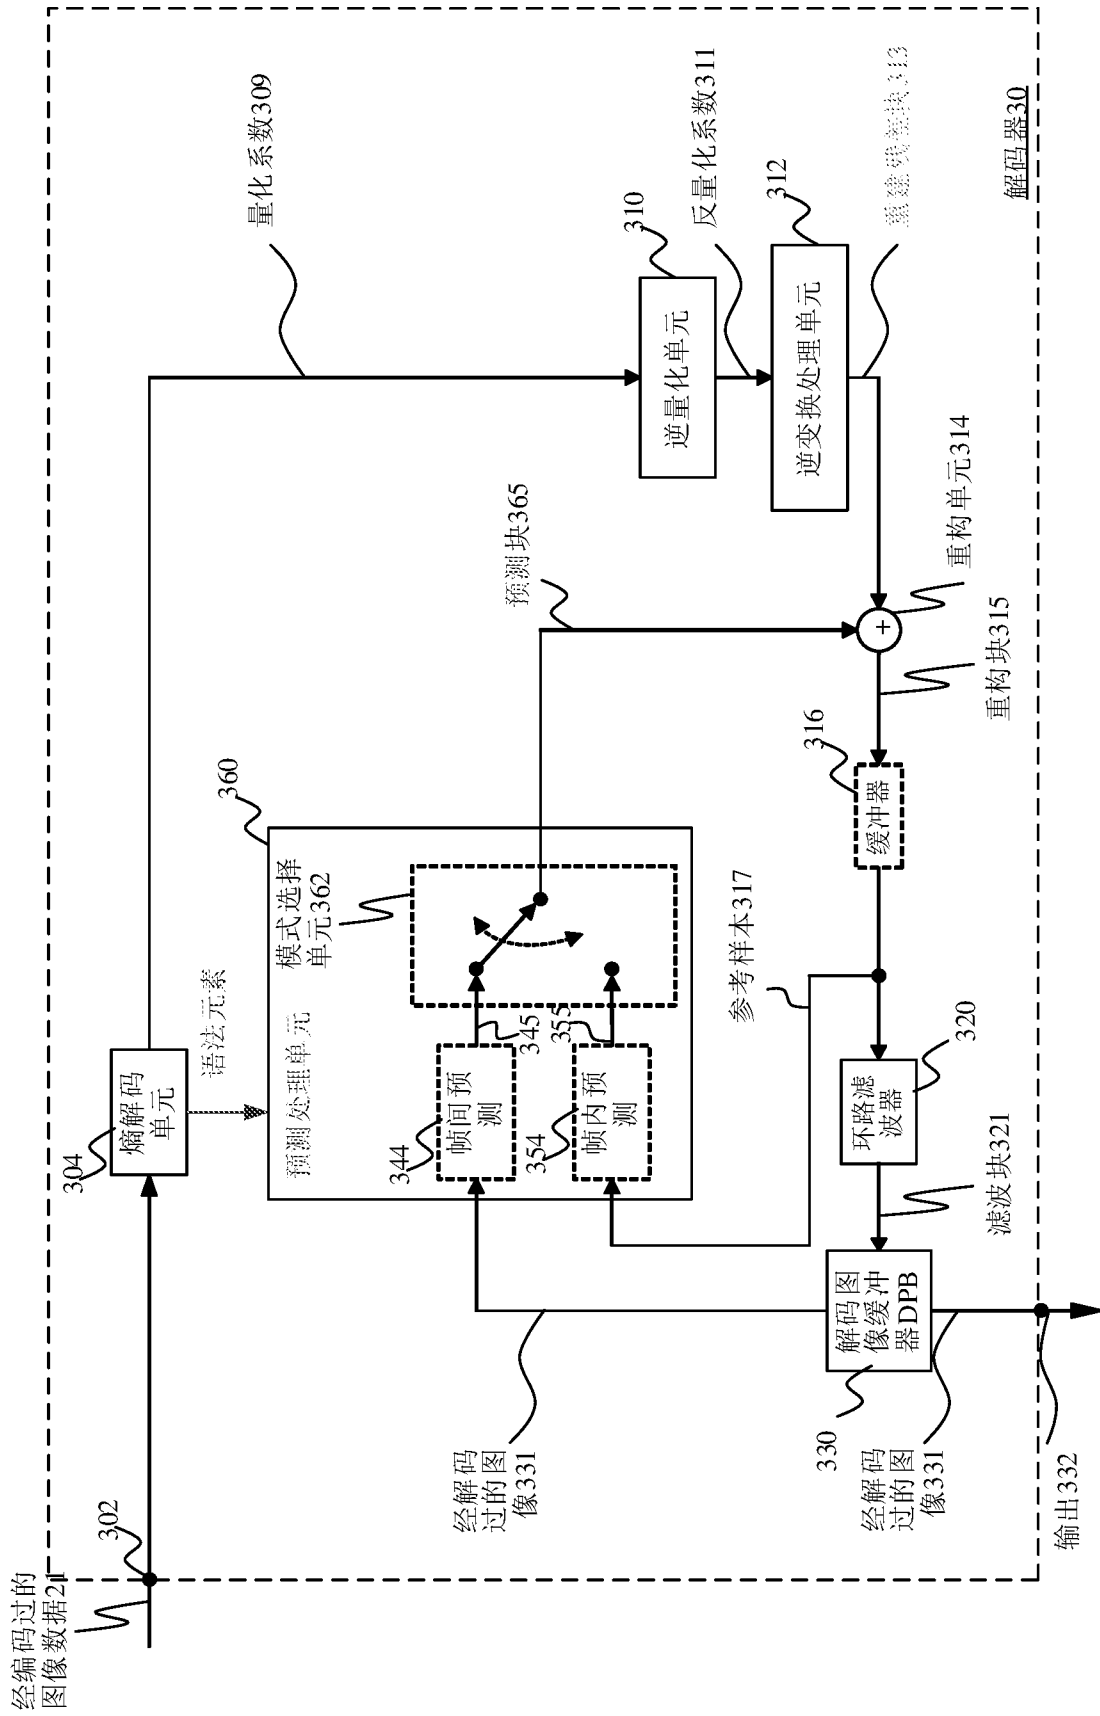 经编码过的
图像数据21
302
304
熵解码
单元
语法元素
量化系数309
360
预测处理单元
模式选择
单元362
344
帧间预
测
345
354
帧内预
测
355
预测块365
310
逆量化单元
反量化系数311
312
逆变换处理单元
重建残差块313
重构单元314
+
重构块315
316
缓冲器
参考样本317
320
环路滤
波器
滤波块321
330
解码图
像缓冲
器DPB
经解码
过的图
像331
经解码
过的图
像331
输出332
解码器30